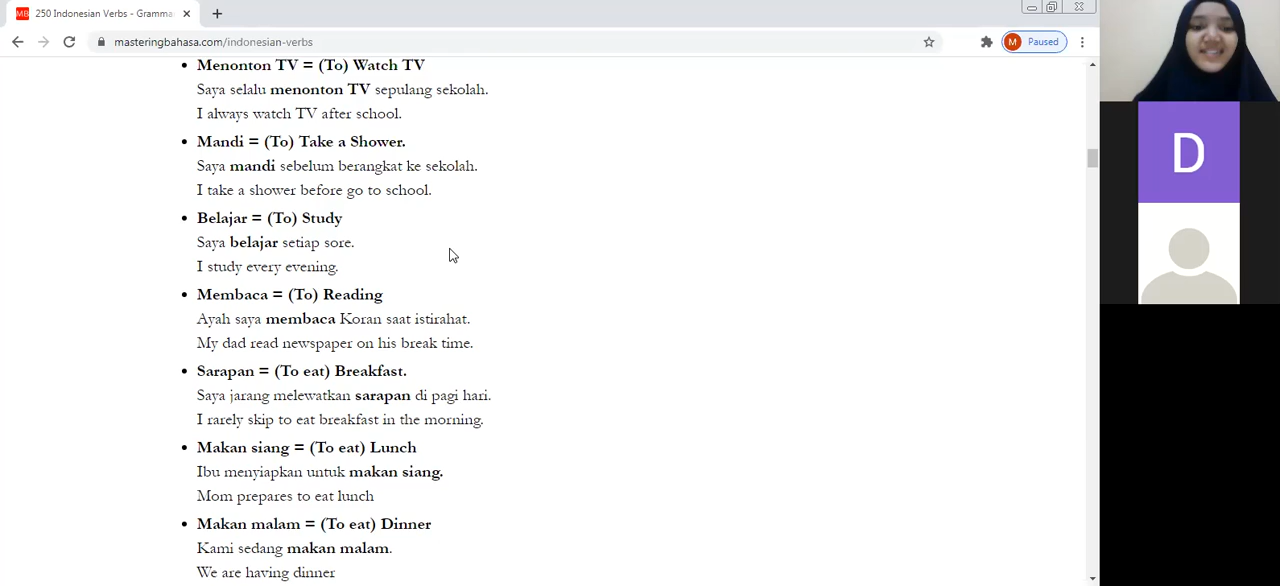 MB 250 Indonesian Verbs - Gramma
masteringbahasa.com/indonesian-verbs
M Paused
Menonton TV = (To) Watch TV
Saya selalu menonton TV sepulang sekolah.
I always watch TV after school.
Mandi = (To) Take a Shower.
Saya mandi sebelum berangkat ke sekolah.
I take a shower before go to school.
Belajar = (To) Study
Saya belajar setiap sore.
I study every evening.
Membaca = (To) Reading
Ayah saya membaca Koran saat istirahat.
My dad read newspaper on his break time.
Sarapan = (To eat) Breakfast.
Saya jarang melewatkan sarapan di pagi hari.
I rarely skip to eat breakfast in the morning.
Makan siang = (To eat) Lunch
Ibu menyiapkan untuk makan siang.
Mom prepares to eat lunch
Makan malam = (To eat) Dinner
Kami sedang makan malam.
We are having dinner
D